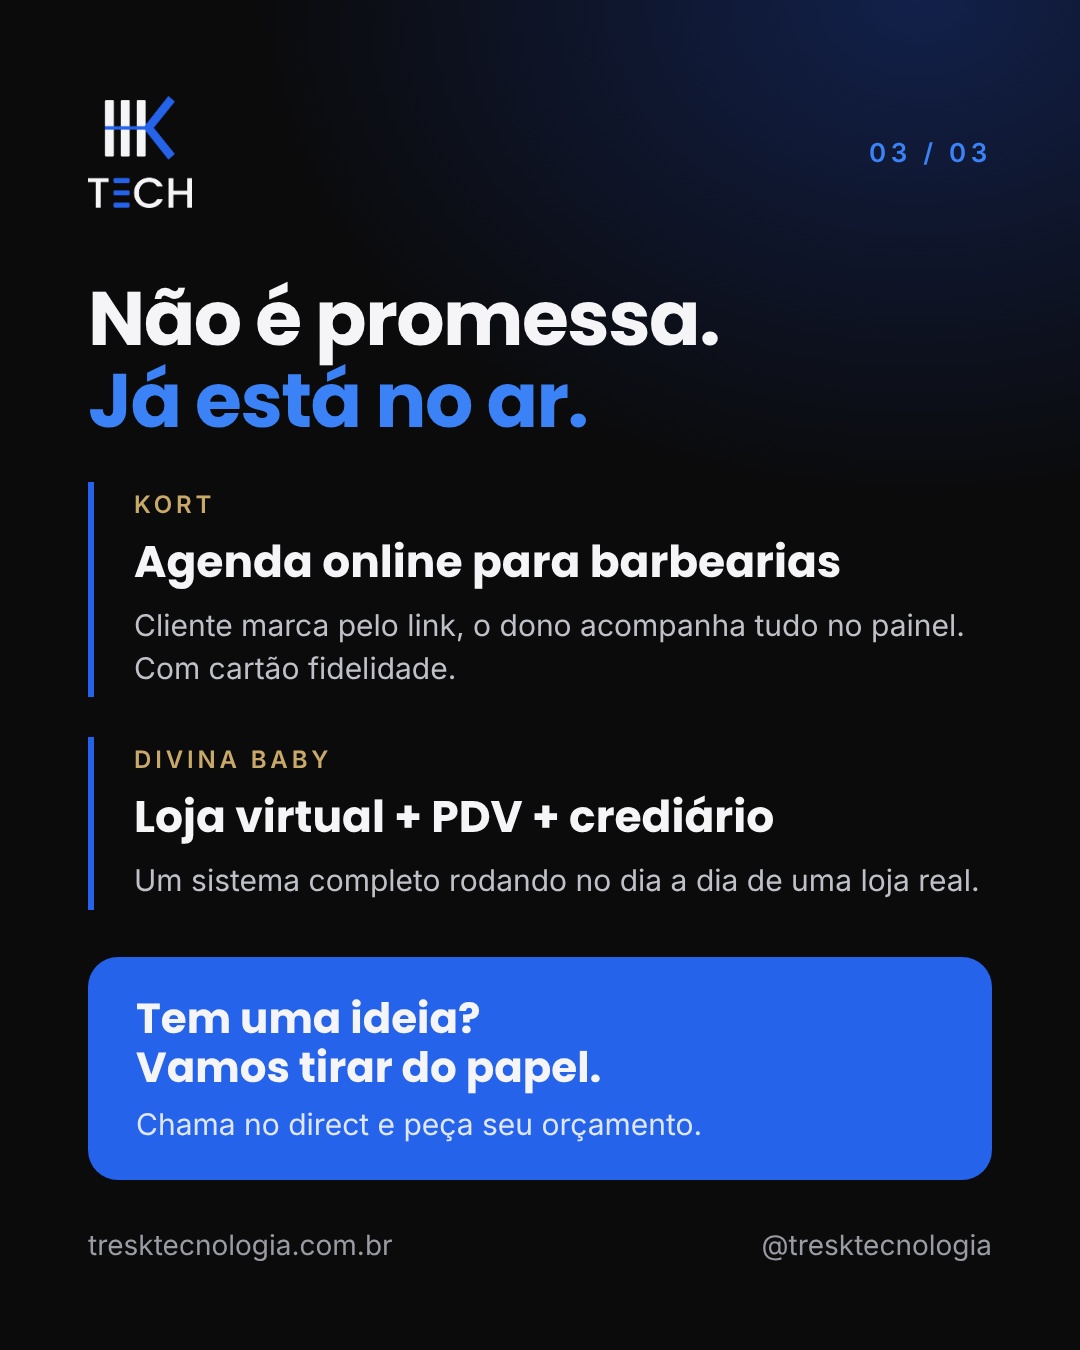 TECH
03 / 03
Não é promessa.
Já está no ar.
KORT
Agenda online para barbearias
Cliente marca pelo link, o dono acompanha tudo no painel.
Com cartão fidelidade.
DIVINA BABY
Loja virtual + PDV + crediário
Um sistema completo rodando no dia a dia de uma loja real.
Tem uma ideia?
Vamos tirar do papel.
Chama no direct e peça seu orçamento.
tresktecnologia.com.br
@tresktecnologia